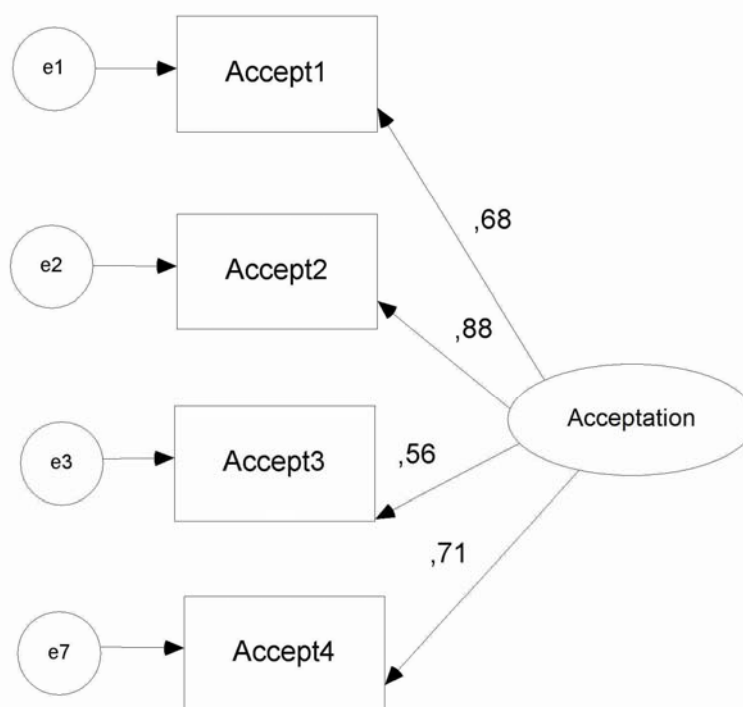 e1
Accept1
,68
e2
Accept2
,88
Acceptation
e3
Accept3
,56
,71
e7
Accept4